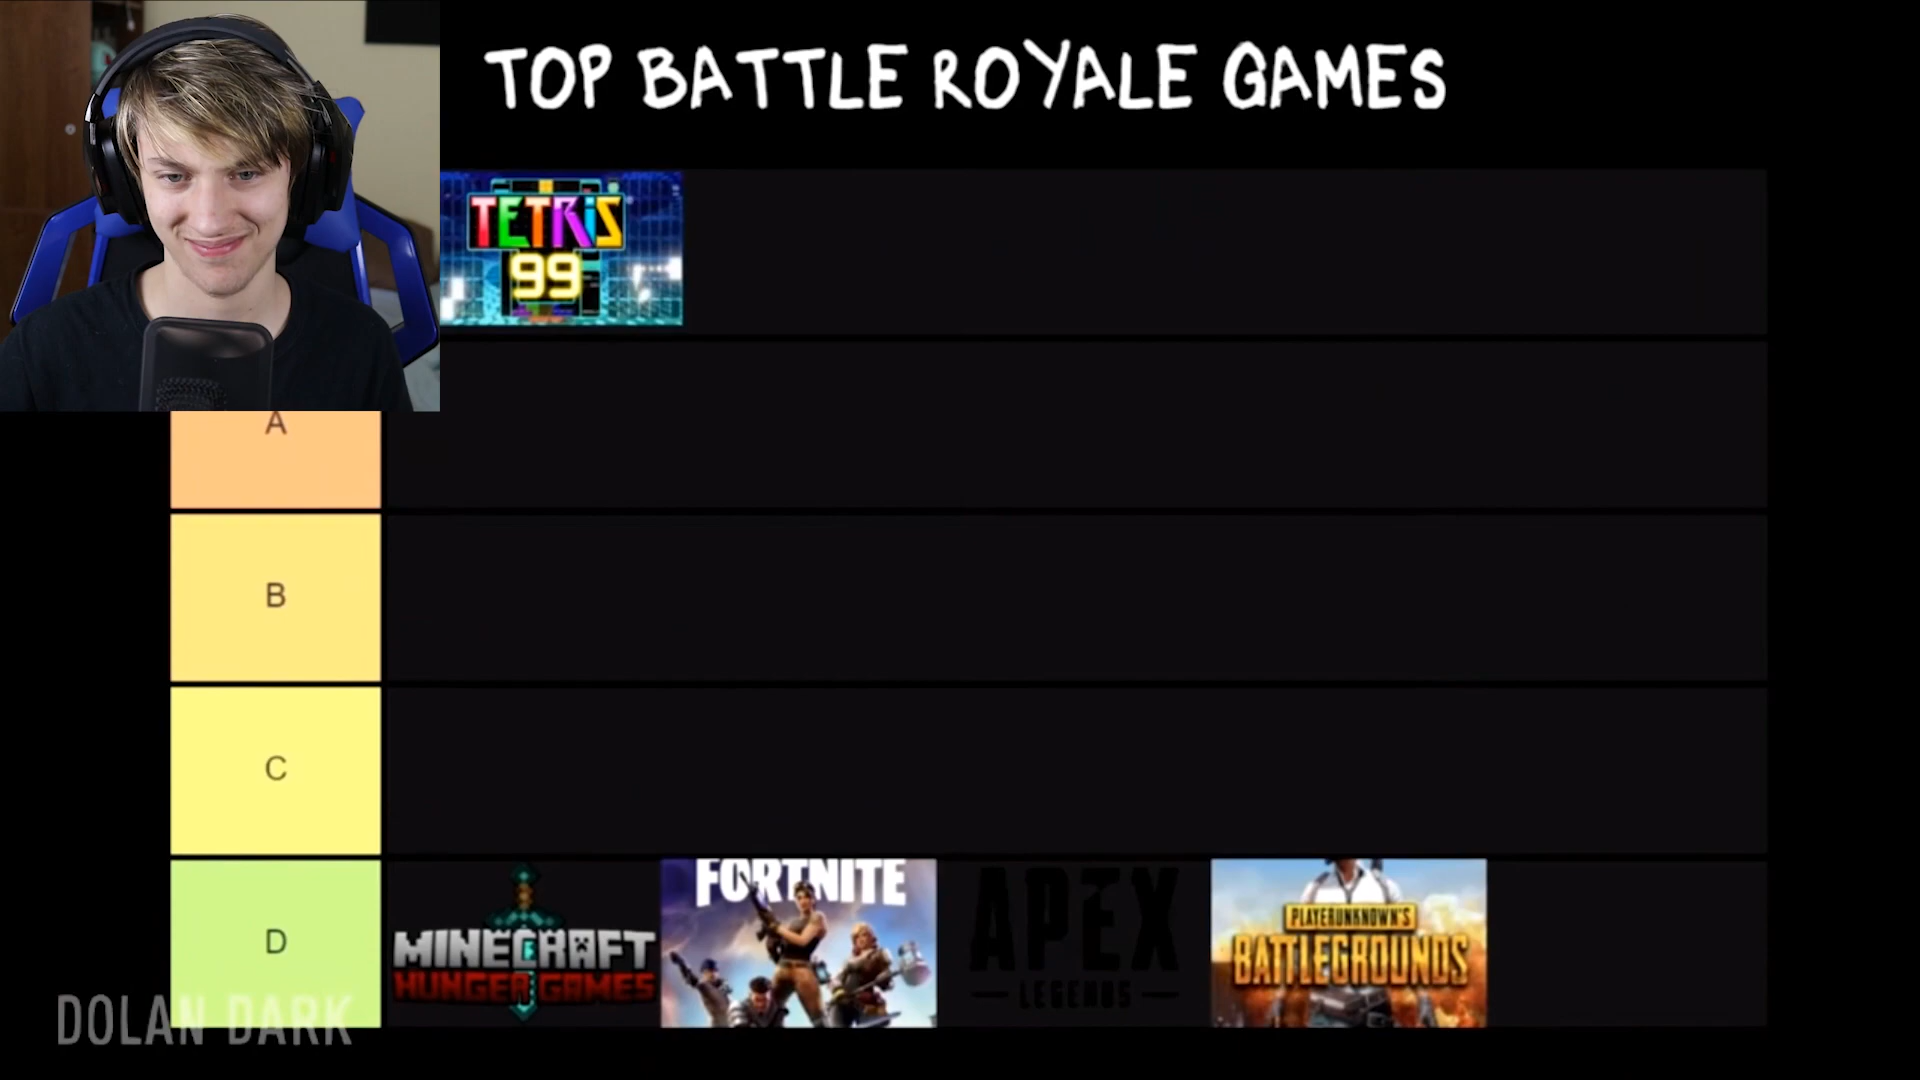 TOP BATTLE ROYALE GAMES
TETRIS
99
A
B
C
D
MINECRAFT
HUNGER GAMES
FORTNITE
APEX
LEGENDS
PLAYERUNKNOWN'S
BATTLEGROUNDS
DOLAN DARK